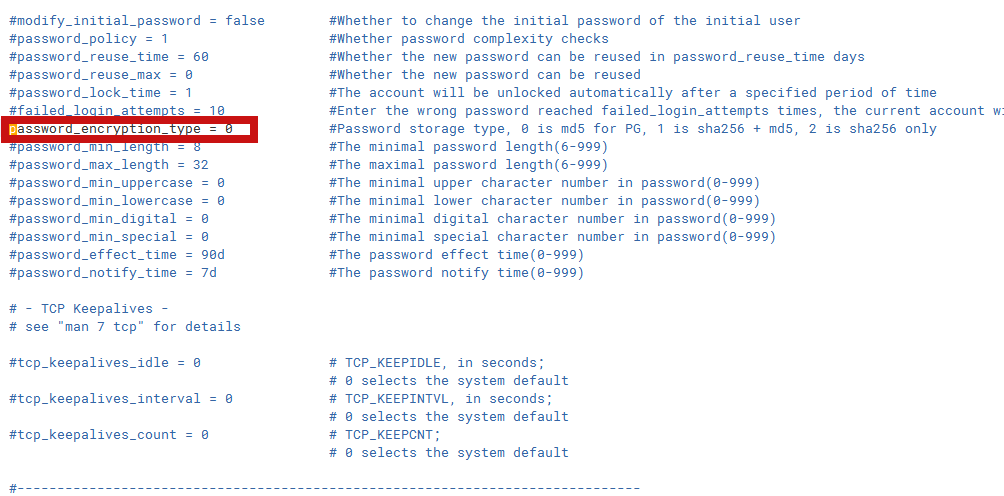 #modify_initial_password = false #Whether to change the initial password of the initial user
#password_policy = 1 #Whether password complexity checks
#password_reuse_time = 60 #Whether the new password can be reused in password_reuse_time days
#password_reuse_max = 0 #Whether the new password can be reused
#password_lock_time = 1 #The account will be unlocked automatically after a specified period of time
#failed_login_attempts = 10 #Enter the wrong password reached failed_login_attempts times, the current account wi
password_encryption_type = 0 #Password storage type, 0 is md5 for PG, 1 is sha256 + md5, 2 is sha256 only
#password_min_length = 8 #The minimal password length(6-999)
#password_max_length = 32 #The maximal password length(6-999)
#password_min_uppercase = 0 #The minimal upper character number in password(0-999)
#password_min_lowercase = 0 #The minimal lower character number in password(0-999)
#password_min_digital = 0 #The minimal digital character number in password(0-999)
#password_min_special = 0 #The minimal special character number in password(0-999)
#password_effect_time = 90d #The password effect time(0-999)
#password_notify_time = 7d #The password notify time(0-999)
# - TCP Keepalives -
# see "man 7 tcp" for details
#tcp_keepalives_idle = 0 # TCP_KEEPIDLE, in seconds;
# 0 selects the system default
#tcp_keepalives_interval = 0 # TCP_KEEPINTVL, in seconds;
# 0 selects the system default
#tcp_keepalives_count = 0 # TCP_KEEPCNT;
# 0 selects the system default
#------------------------------------------------------------------------------